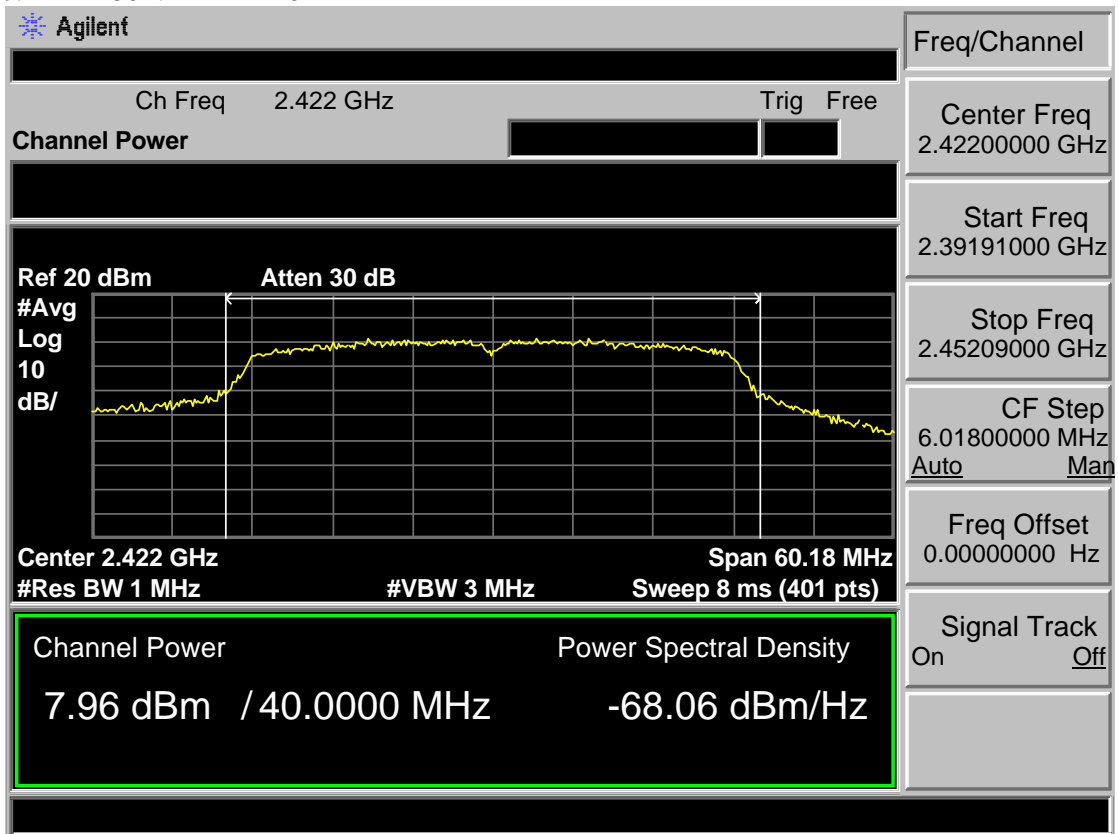 Agilent
Freq/Channel
Ch Freq 2.422 GHz Trig Free
Channel Power
Center Freq
2.42200000 GHz
Start Freq
2.39191000 GHz
Stop Freq
2.45209000 GHz
CF Step
6.01800000 MHz
Auto Man
Freq Offset
0.00000000 Hz
Signal Track
On Off
Ref 20 dBm Atten 30 dB
#Avg
Log
10
dB/
Center 2.422 GHz Span 60.18 MHz
#Res BW 1 MHz #VBW 3 MHz Sweep 8 ms (401 pts)
Channel Power Power Spectral Density
7.96 dBm / 40.0000 MHz -68.06 dBm/Hz